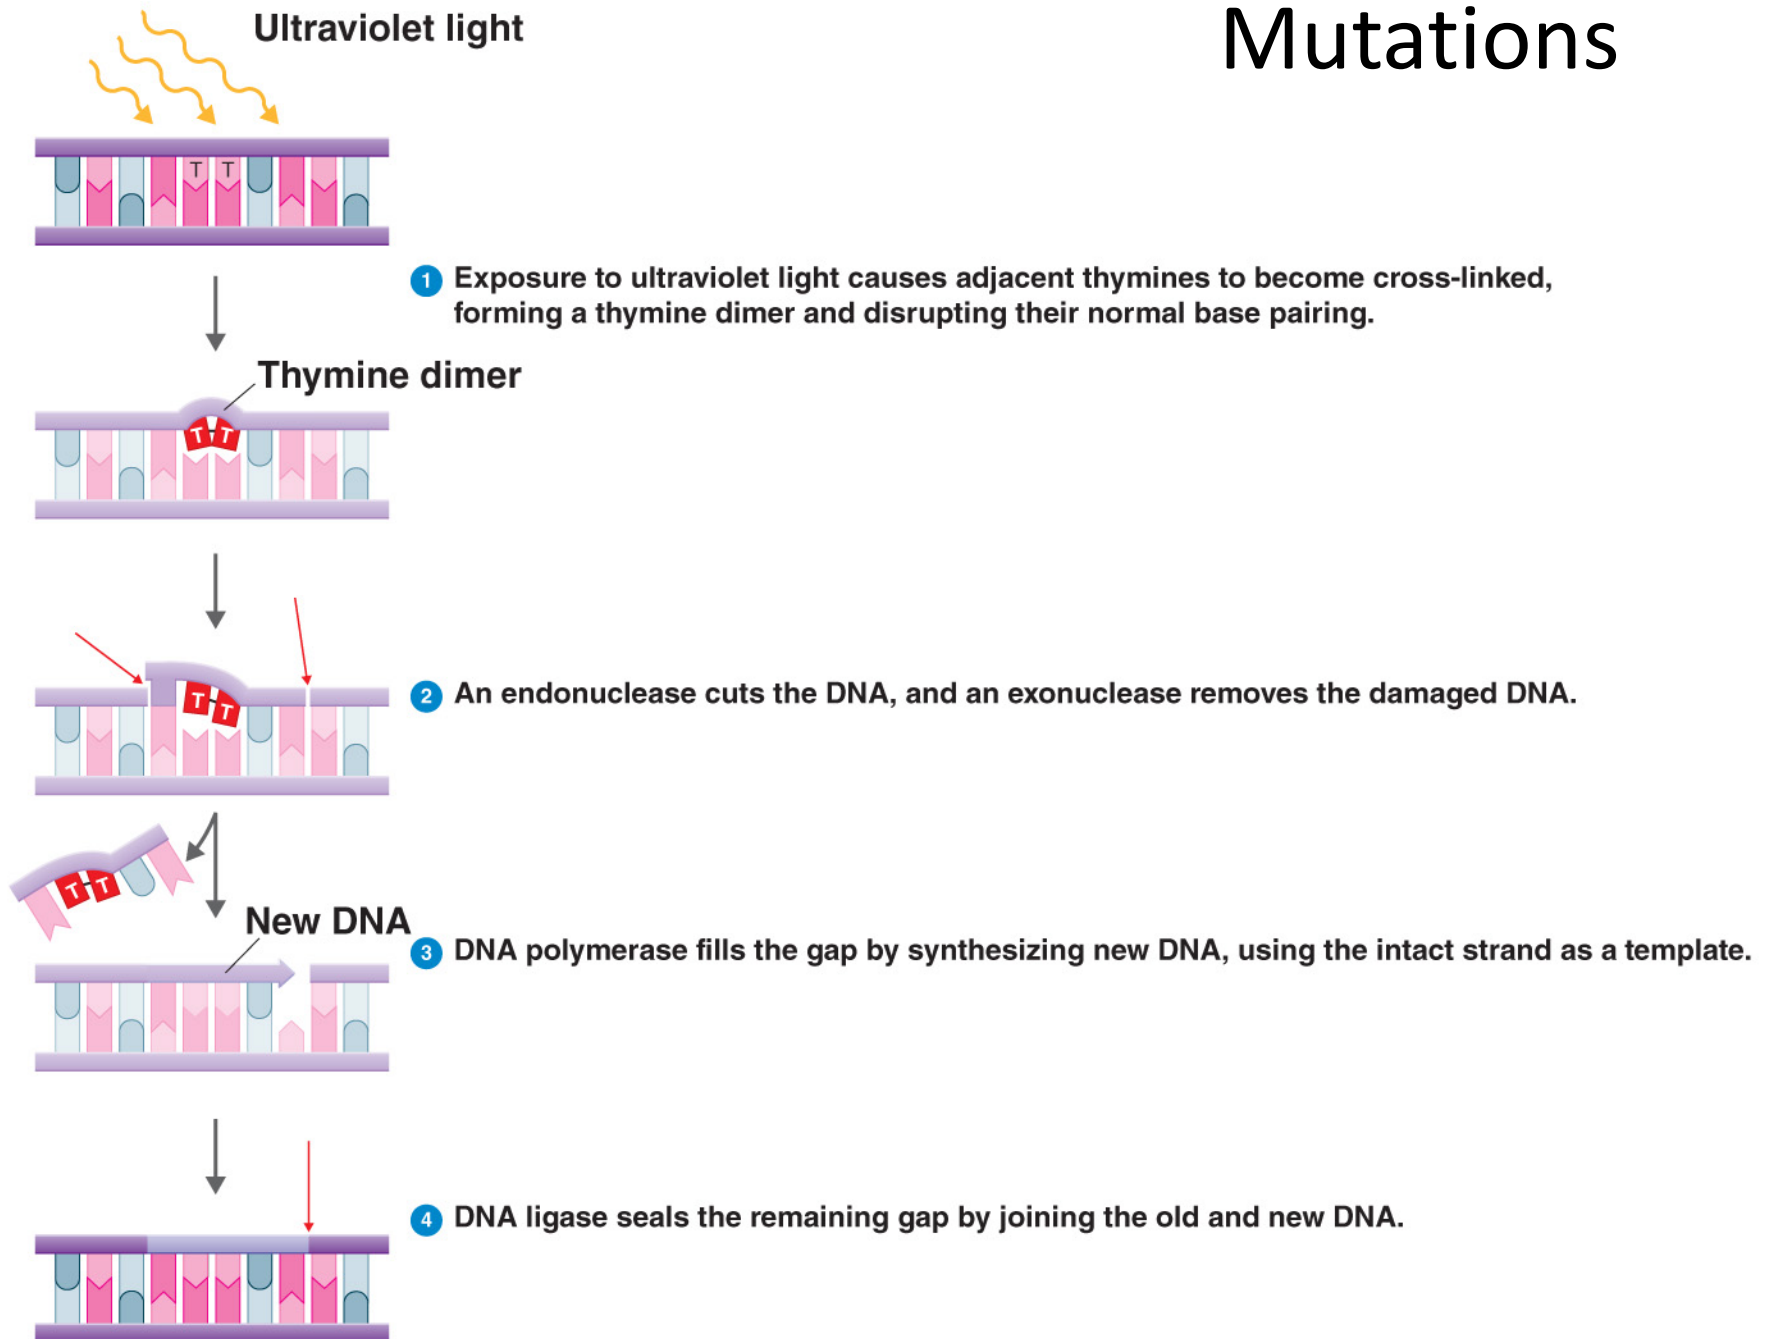 Ultraviolet light
Mutations
T T
1 Exposure to ultraviolet light causes adjacent thymines to become cross-linked,
forming a thymine dimer and disrupting their normal base pairing.
Thymine dimer
T T
2 An endonuclease cuts the DNA, and an exonuclease removes the damaged DNA.
T T
T T
New DNA
3 DNA polymerase fills the gap by synthesizing new DNA, using the intact strand as a template.
4 DNA ligase seals the remaining gap by joining the old and new DNA.